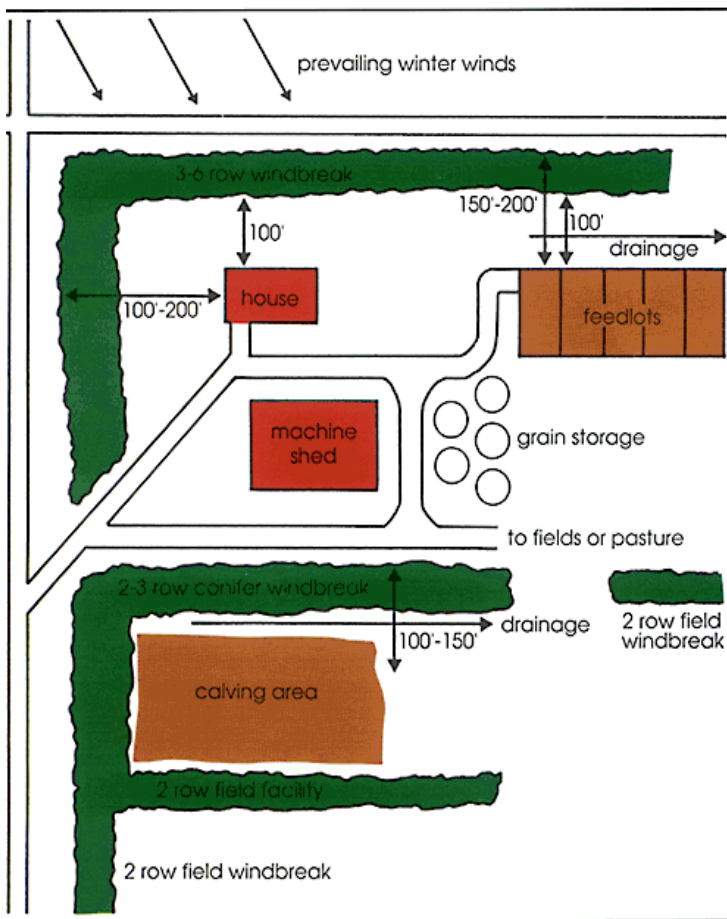 prevailing winter winds
3-6 row windbreak
150'-200'
100'
100'
drainage
100'-200'
house
feedlots
machine
shed
grain storage
to fields or pasture
2-3 row conifer windbreak
drainage
2 row field
windbreak
100'-150'
calving area
2 row field facility
2 row field windbreak